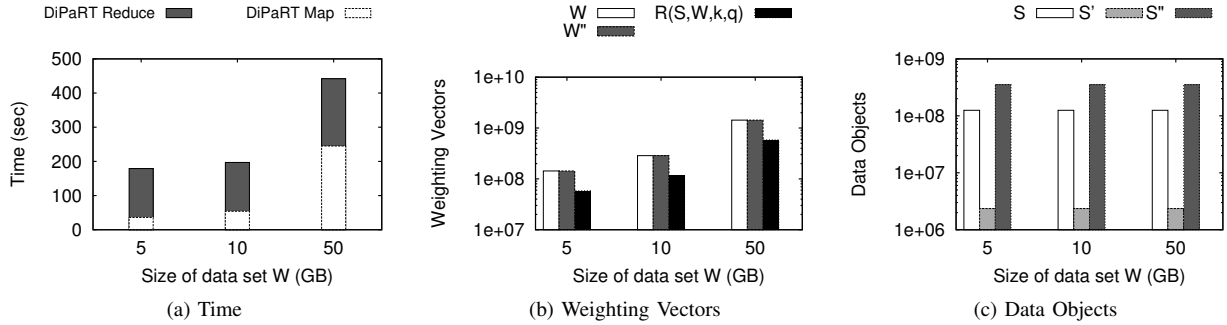 DiPaRT Reduce
DiPaRT Map
500
400
300
200
100
0
Time (sec)
5 10 50
Size of data set W (GB)
(a) Time
W
W"
R(S,W,k,q)
1e+10
1e+09
1e+08
1e+07
Weighting Vectors
5 10 50
Size of data set W (GB)
(b) Weighting Vectors
S
S'
S"
1e+09
1e+08
1e+07
1e+06
Data Objects
5 10 50
Size of data set W (GB)
(c) Data Objects